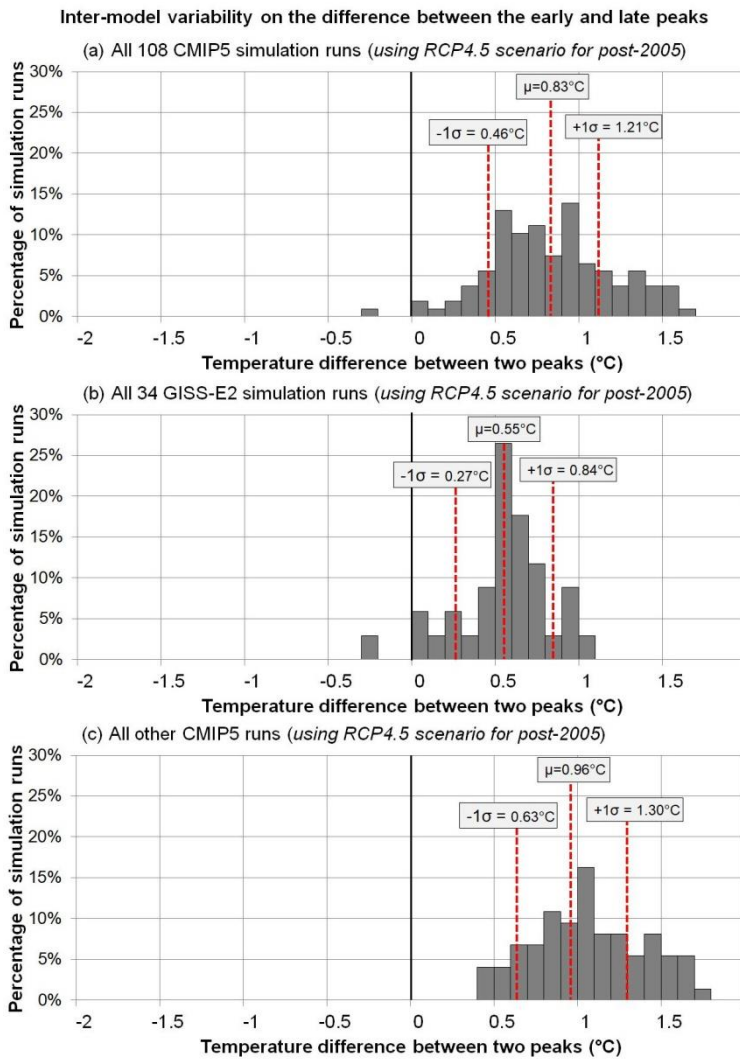 Inter-model variability on the difference between the early and late peaks
(a) All 108 CMIP5 simulation runs (using RCP4.5 scenario for post-2005)
Percentage of simulation runs
30%
25%
20%
15%
10%
5%
0%
μ=0.83°C
-1σ = 0.46°C
+1σ = 1.21°C
-2 -1.5 -1 -0.5 0 0.5 1 1.5
Temperature difference between two peaks (°C)
(b) All 34 GISS-E2 simulation runs (using RCP4.5 scenario for post-2005)
Percentage of simulation runs
30%
25%
20%
15%
10%
5%
0%
μ=0.55°C
-1σ = 0.27°C
+1σ = 0.84°C
-2 -1.5 -1 -0.5 0 0.5 1 1.5
Temperature difference between two peaks (°C)
(c) All other CMIP5 runs (using RCP4.5 scenario for post-2005)
Percentage of simulation runs
30%
25%
20%
15%
10%
5%
0%
μ=0.96°C
-1σ = 0.63°C
+1σ = 1.30°C
-2 -1.5 -1 -0.5 0 0.5 1 1.5
Temperature difference between two peaks (°C)